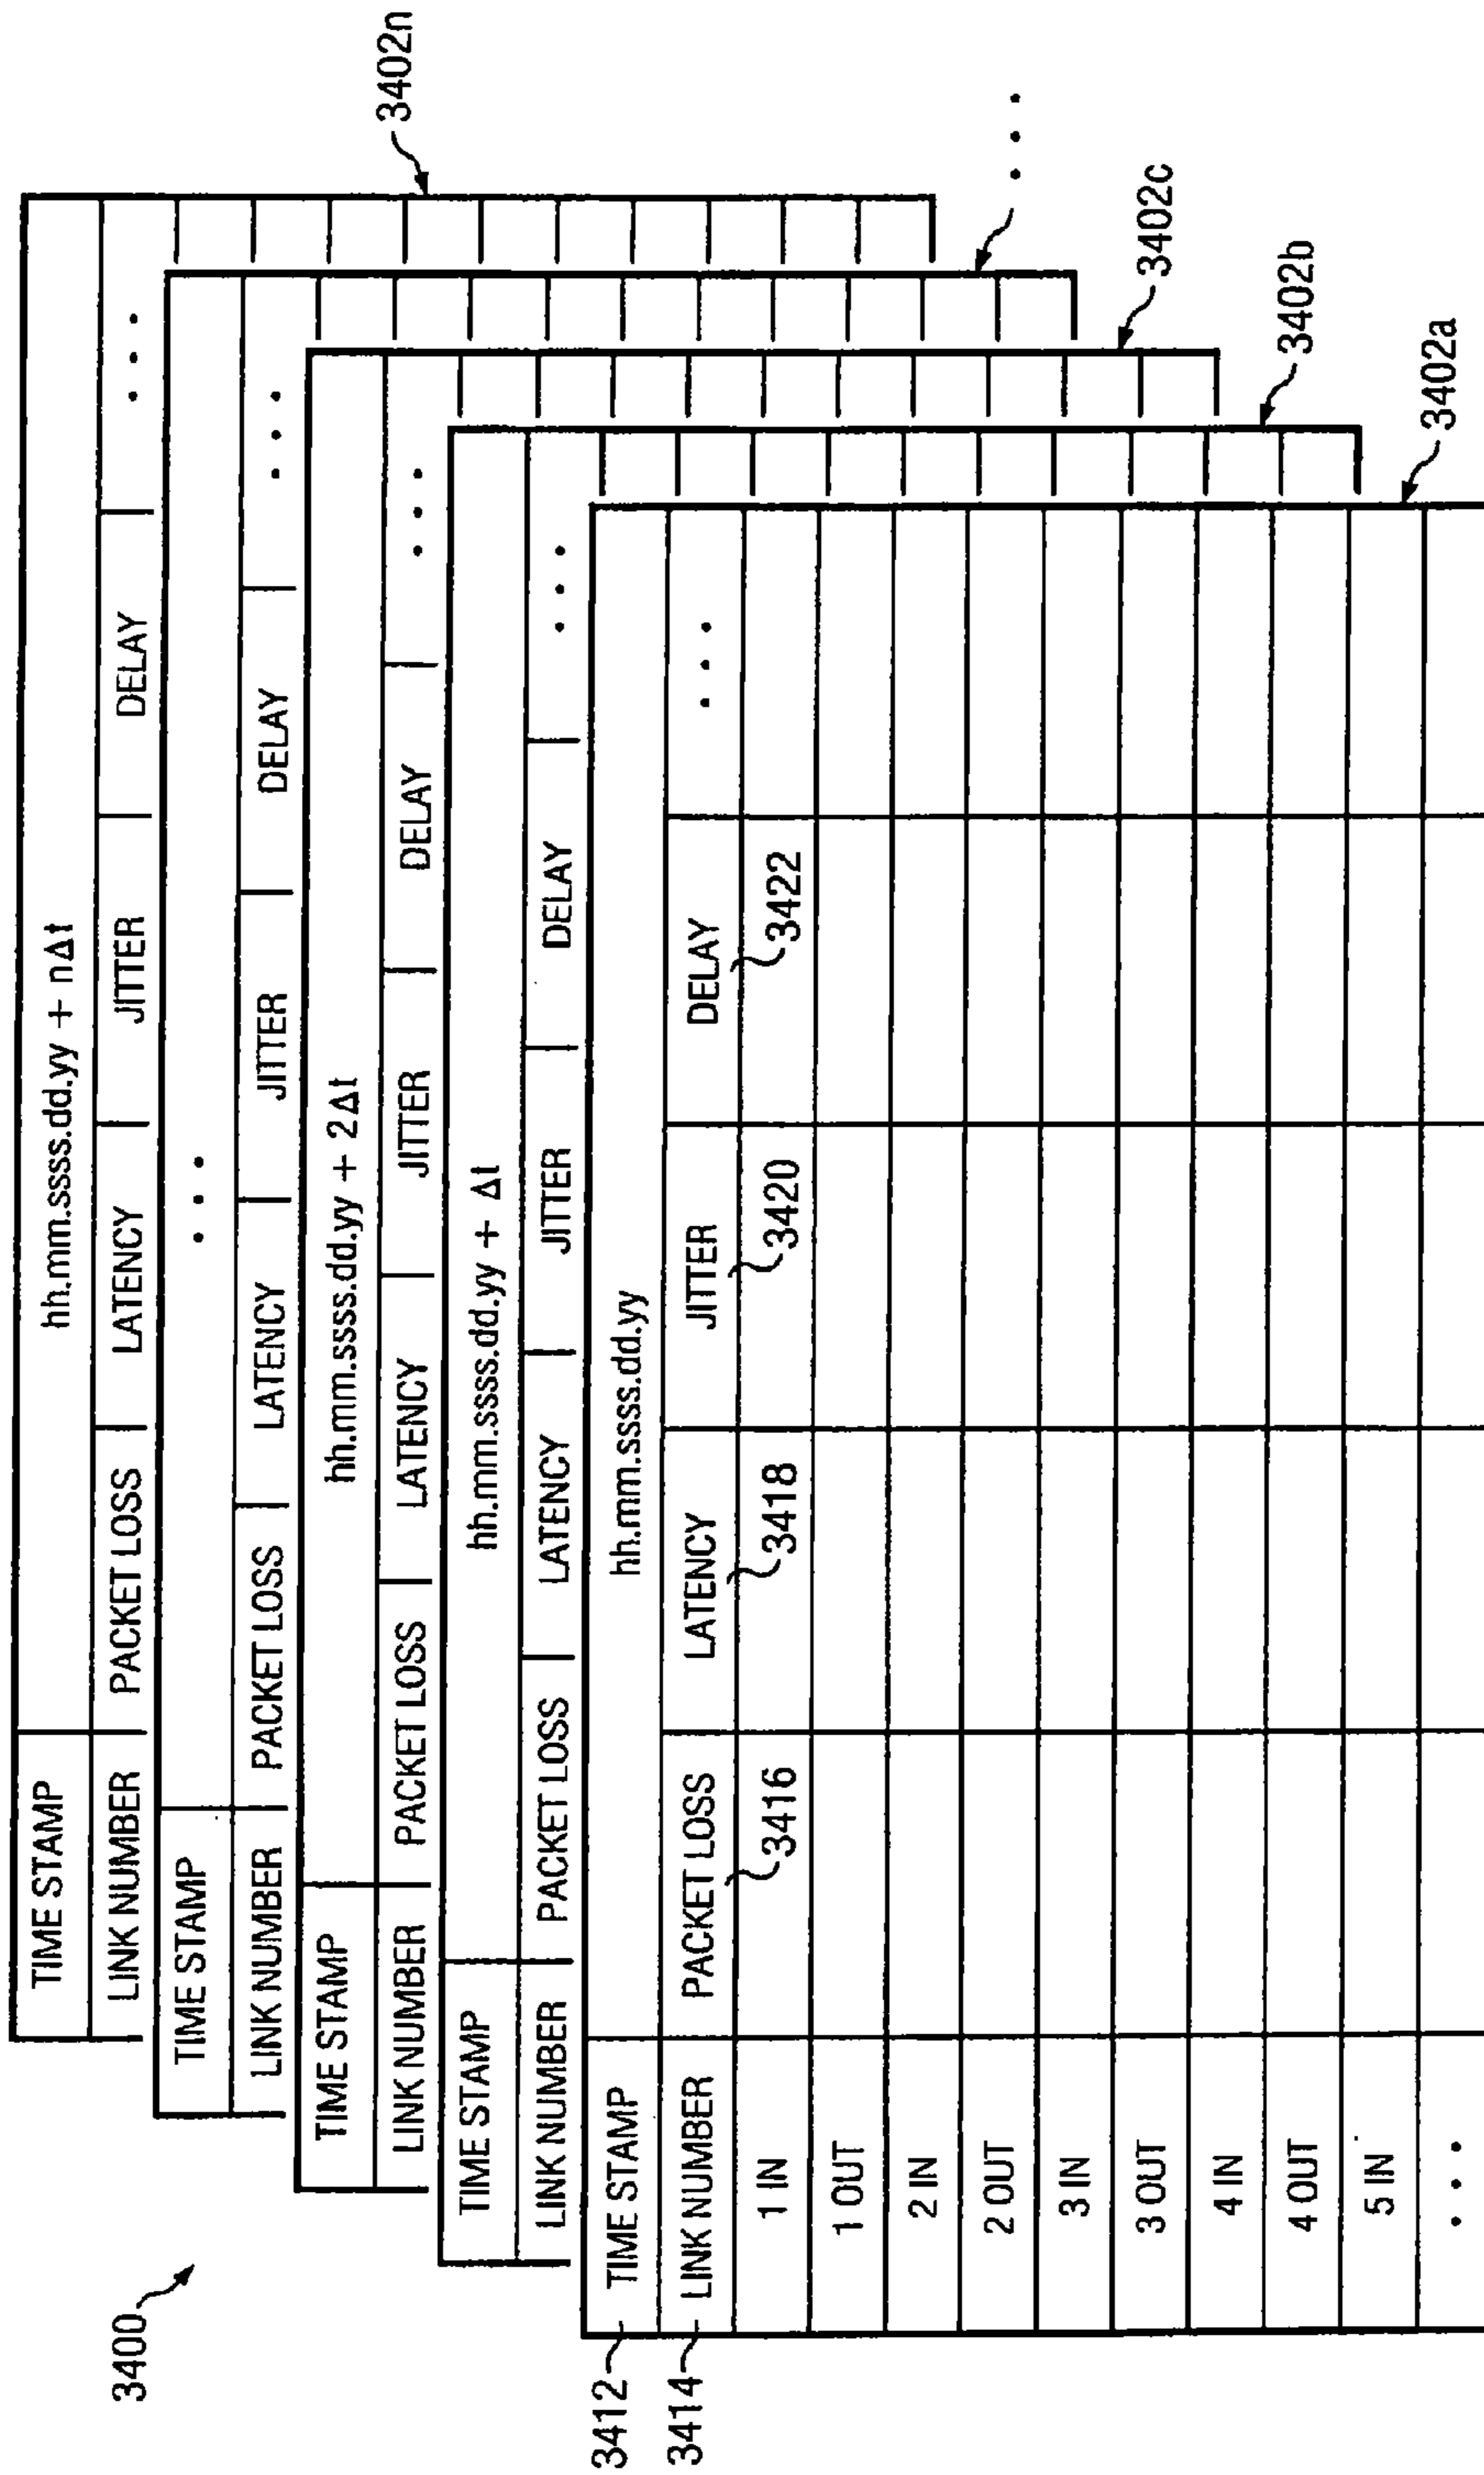 3400
TIME STAMP hh.mm.ssss.dd.yy + nΔt
LINK NUMBER PACKET LOSS LATENCY JITTER DELAY • • •
3402n
TIME STAMP • • •
LINK NUMBER PACKET LOSS LATENCY JITTER DELAY • • •
• • •
TIME STAMP hh.mm.ssss.dd.yy + 2Δt
LINK NUMBER PACKET LOSS LATENCY JITTER DELAY • • •
3402c
TIME STAMP hh.mm.ssss.dd.yy + Δt
LINK NUMBER PACKET LOSS LATENCY JITTER DELAY • • •
3402b
3412 TIME STAMP hh.mm.ssss.dd.yy
3414 LINK NUMBER PACKET LOSS LATENCY JITTER DELAY • • •
1 IN 3416 3418 3420 3422
1 OUT
2 IN
2 OUT
3 IN
3 OUT
4 IN
4 OUT
5 IN
• • •
3402a